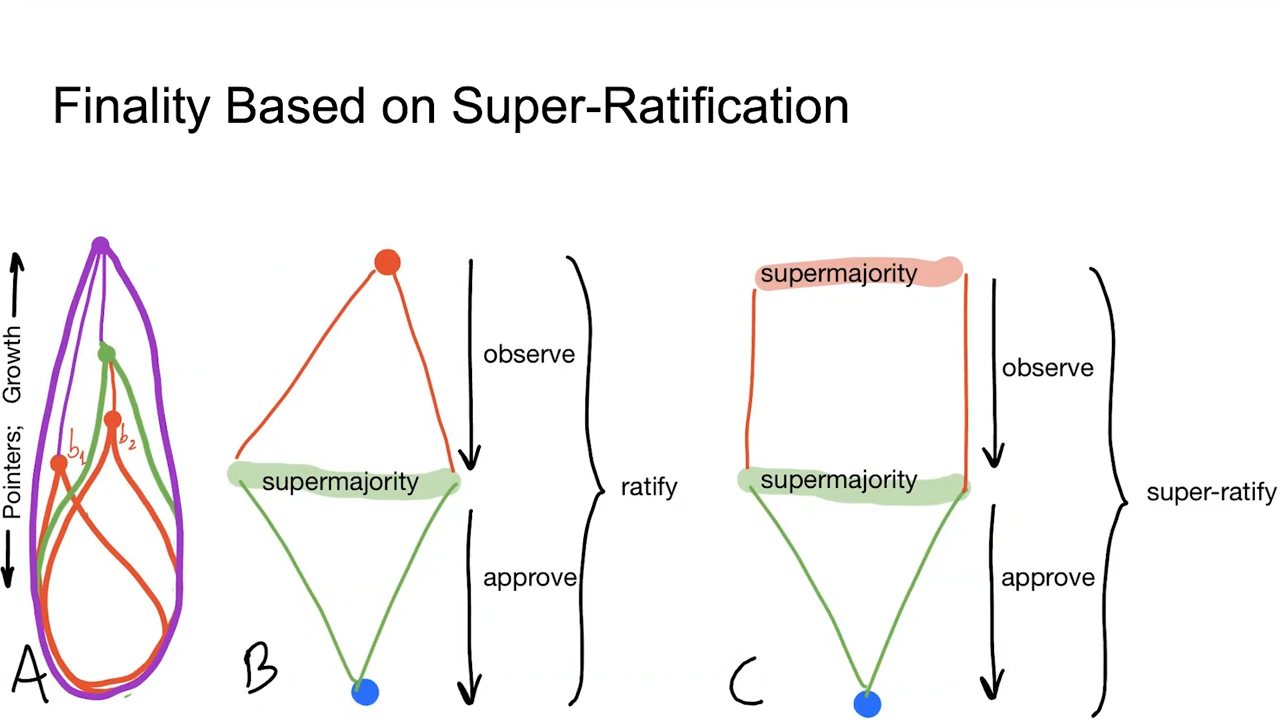 Finality Based on Super-Ratification
Pointers; Growth
b1
b2
A
observe
supermajority
ratify
approve
B
supermajority
observe
supermajority
super-ratify
approve
C